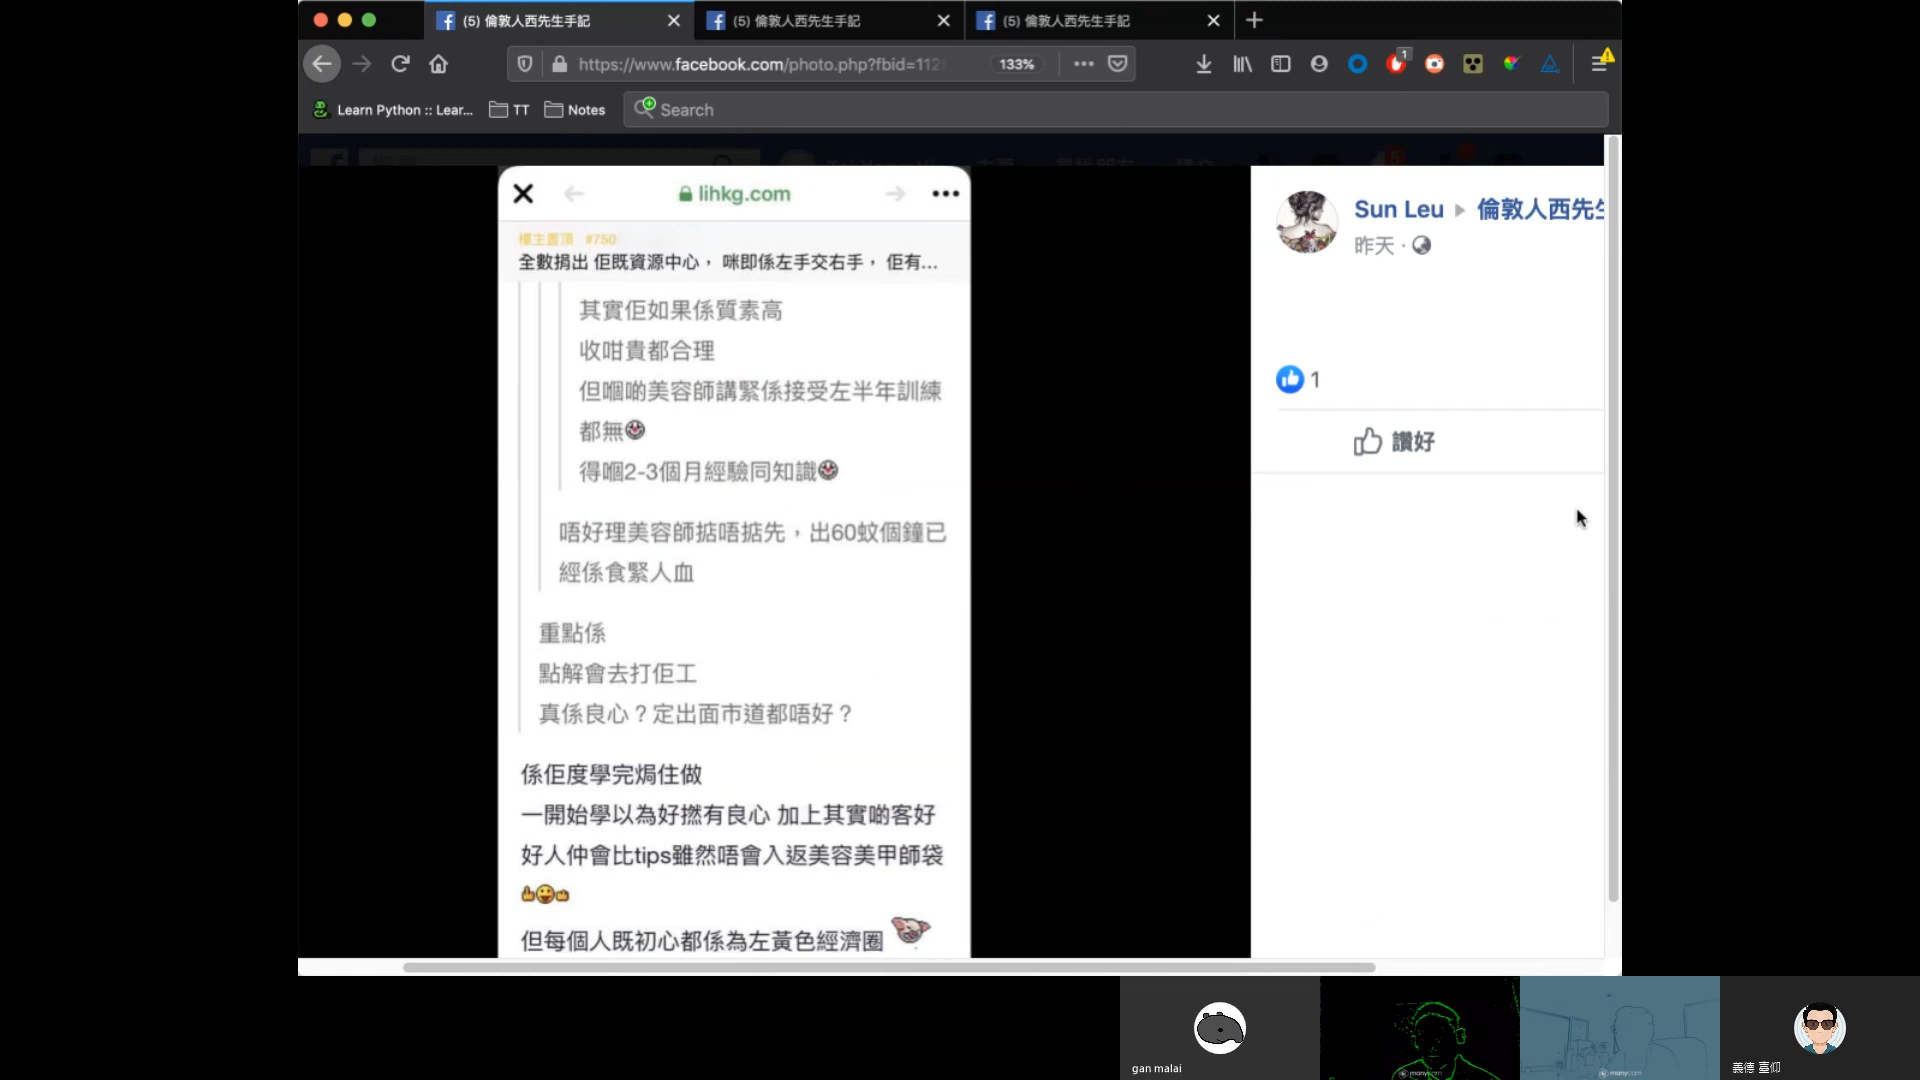 (5) 倫敦人西先生手記
(5) 倫敦人西先生手記
(5) 倫敦人西先生手記
https://www.facebook.com/photo.php?fbid=112
133%
1
Learn Python :: Lear...
TT
Notes
Search
lihkg.com
樓主置頂 #750
全數捐出 佢既資源中心， 咪即係左手交右手， 佢有...
其實佢如果係質素高
收咁貴都合理
但嗰啲美容師講緊係接受左半年訓練
都無
得嗰2-3個月經驗同知識
唔好理美容師掂唔掂先，出60蚊個鐘已
經係食緊人血
重點係
點解會去打佢工
真係良心？定出面市道都唔好？
係佢度學完焗住做
一開始學以為好撚有良心 加上其實啲客好
好人仲會比tips雖然唔會入返美容美甲師袋
但每個人既初心都係為左黃色經濟圈
Sun Leu
倫敦人西先生
昨天
1
讚好
gan malai
manycam
manycam